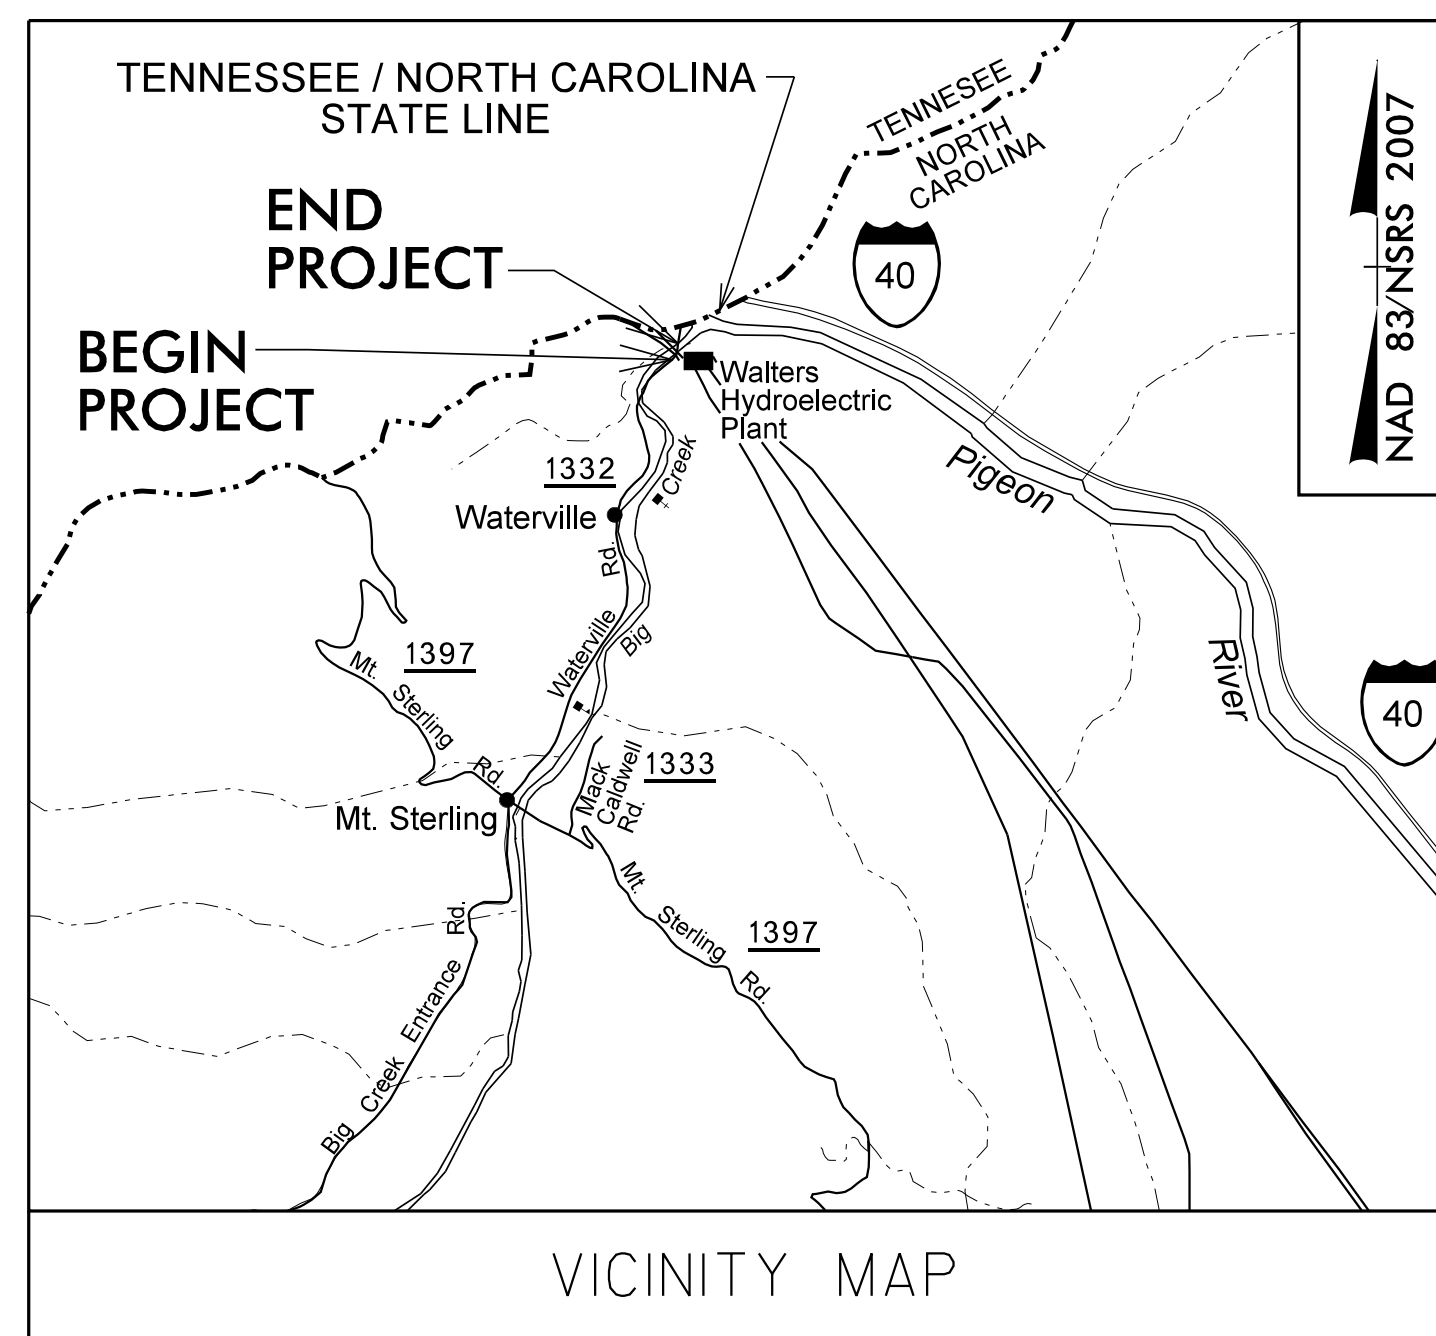 TENNESSEE / NORTH CAROLINA
STATE LINE
TENNESEE
NORTH
CAROLINA
END
PROJECT
BEGIN
PROJECT
40
NAD 83/NSRS 2007
Walters
Hydroelectric
Plant
Pigeon
River
40
1332
Creek
Waterville
Rd.
Waterville
Big
1397
Mt. Sterling Rd.
Mt. Sterling
Mack
Caldwell
Rd.
1333
Mt. Sterling Rd.
1397
Big Creek Entrance Rd.
VICINITY MAP